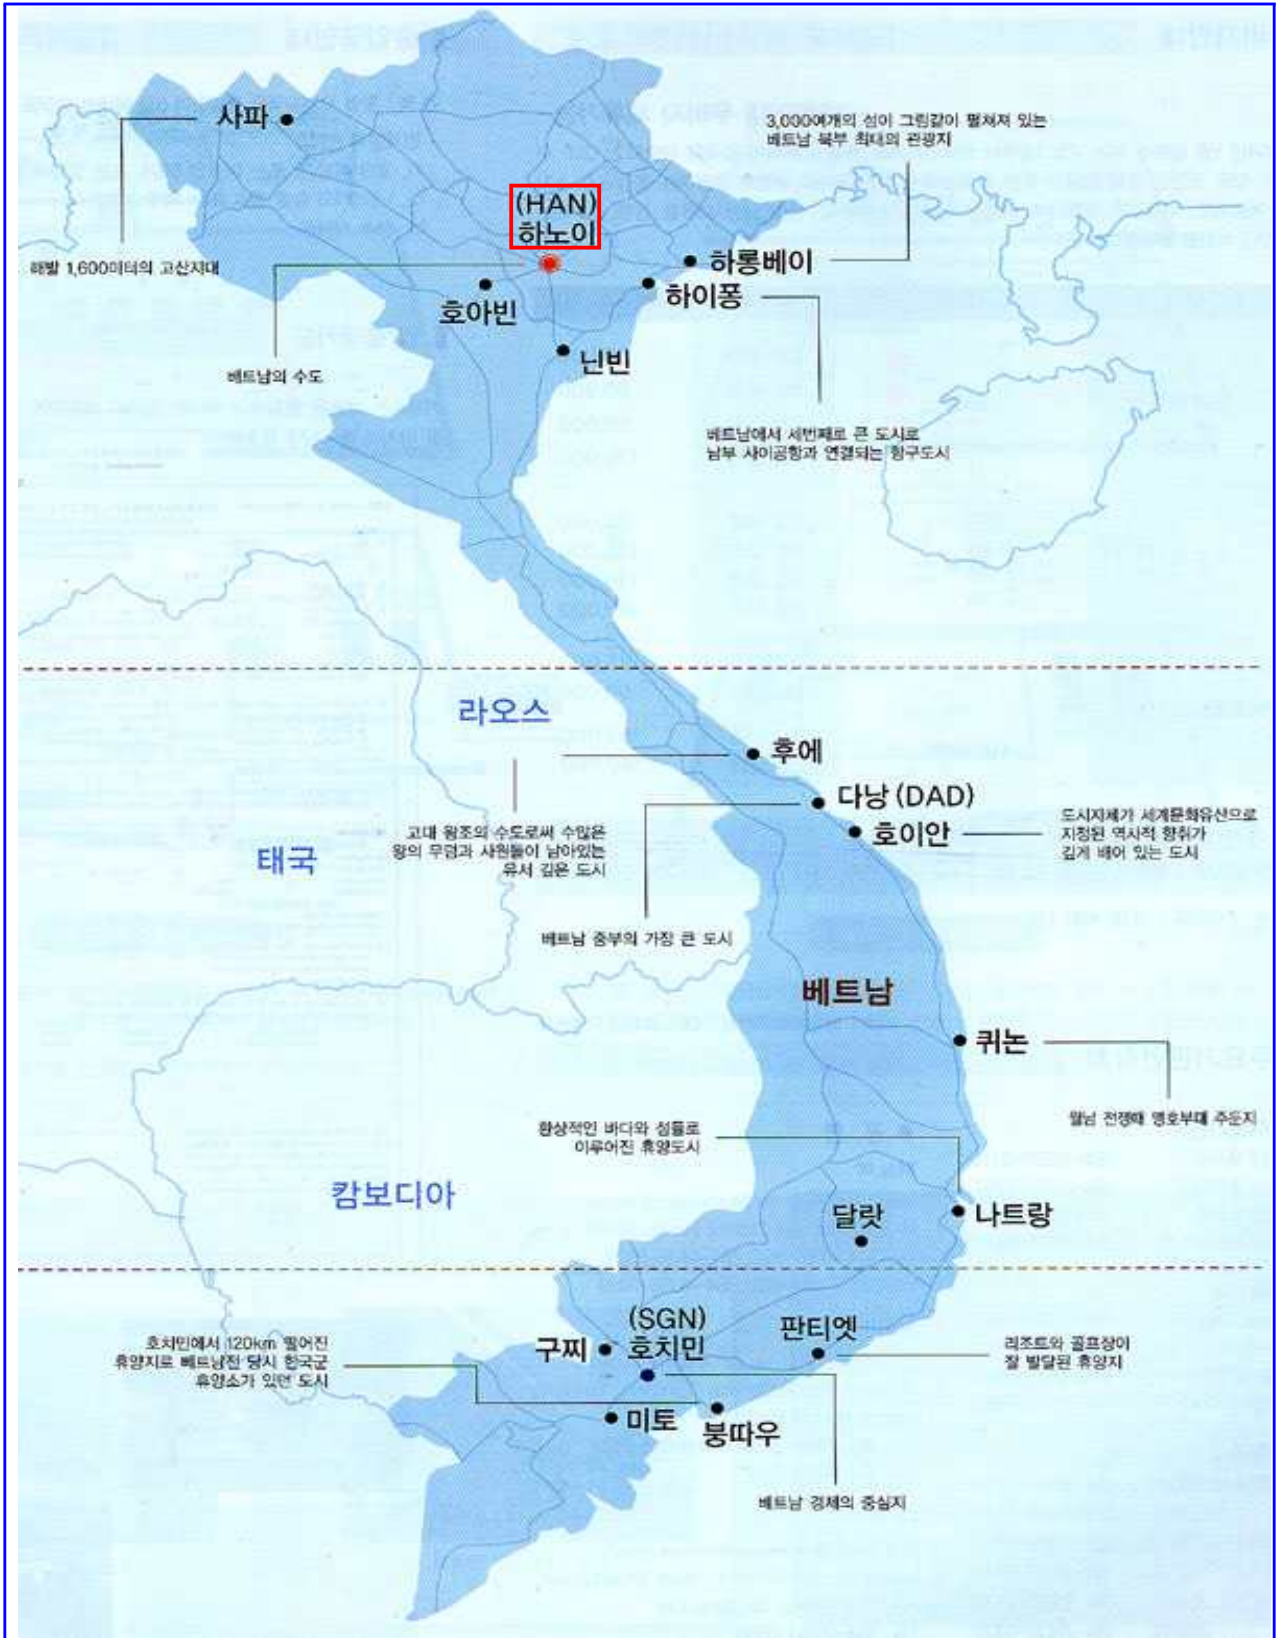 사파
3,000여개의 섬이 그림같이 펼쳐져 있는
베트남 북부 최대의 관광지
(HAN)
하노이
해발 1,600미터의 고산지대
하롱베이
하이퐁
호아빈
닌빈
베트남의 수도
베트남에서 세번째로 큰 도시로
남부 사이공항과 연결되는 항구도시
라오스
후에
다낭 (DAD)
호이안
도시자체가 세계문화유산으로
지정된 역사적 향취가
깊게 배어 있는 도시
고대 왕조의 수도로써 수많은
왕의 무덤과 사원들이 남아있는
유서 깊은 도시
태국
베트남 중부의 가장 큰 도시
베트남
퀴논
월남 전쟁때 맹호부대 주둔지
환상적인 바다와 섬들로
이루어진 휴양도시
캄보디아
달랏
나트랑
(SGN)
호치민
구찌
판티엣
호치민에서 120km 떨어진
휴양지로 베트남전 당시 한국군
휴양소가 있던 도시
리조트와 골프장이
잘 발달된 휴양지
미토
붕따우
베트남 경제의 중심지